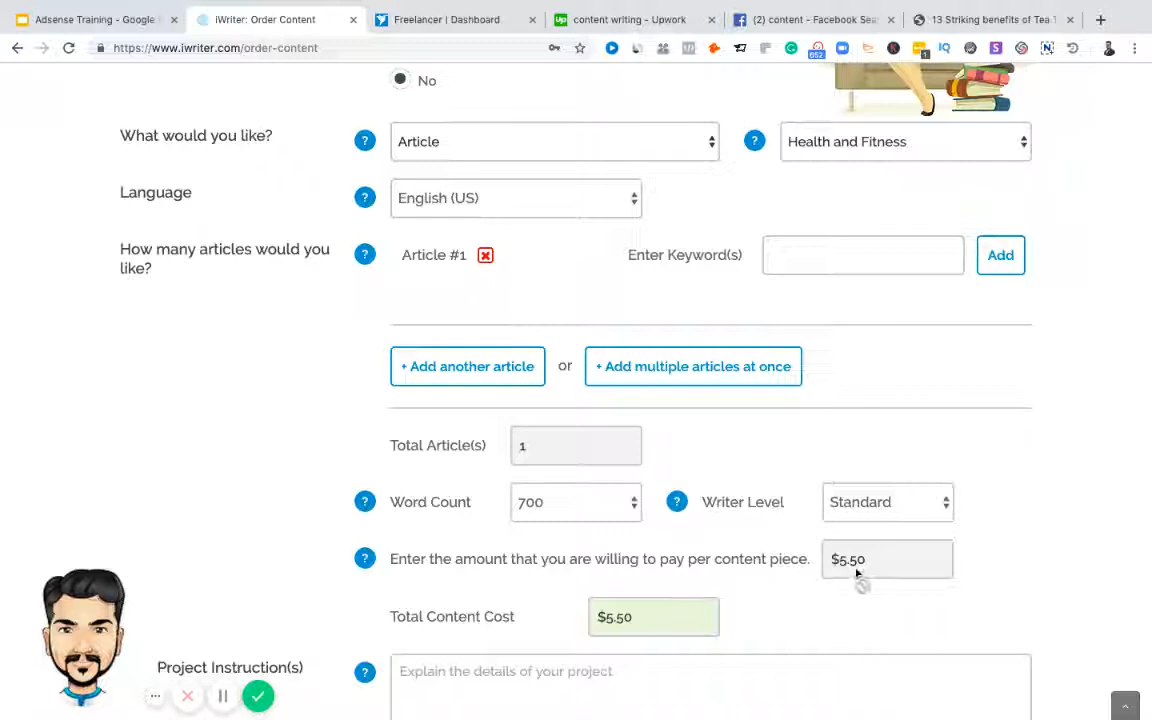 Adsense Training - Google
iWriter: Order Content
Freelancer | Dashboard
content writing - Upwork
(2) content - Facebook Sea
13 Striking benefits of Tea T
https://www.iwriter.com/order-content
652
IQ
1
No
What would you like?
Article
Health and Fitness
Language
English (US)
How many articles would you like?
Article #1
Enter Keyword(s)
Add
+ Add another article
or
+ Add multiple articles at once
Total Article(s)
1
Word Count
700
Writer Level
Standard
Enter the amount that you are willing to pay per content piece.
$5.50
Total Content Cost
$5.50
Project Instruction(s)
Explain the details of your project